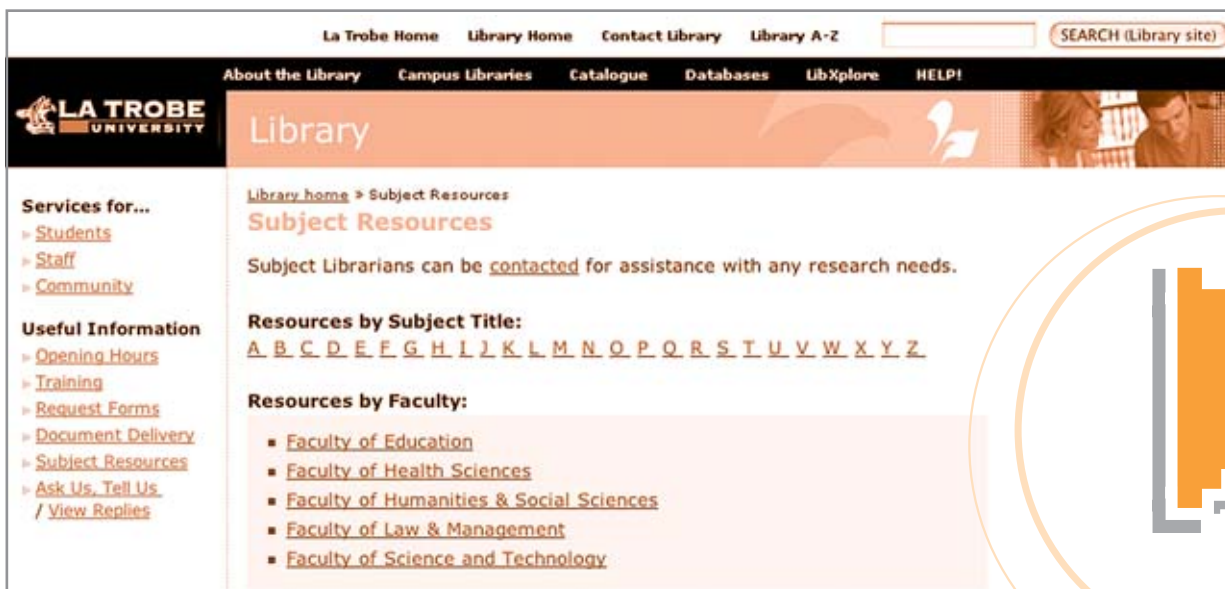 La Trobe Home Library Home Contact Library Library A-Z SEARCH (Library site)
About the Library Campus Libraries Catalogue Databases LibXplore HELP!
LA TROBE
UNIVERSITY
Library
Services for...
Students
Staff
Community
Useful Information
Opening Hours
Training
Request Forms
Document Delivery
Subject Resources
Ask Us, Tell Us
/ View Replies
Library home » Subject Resources
Subject Resources
Subject Librarians can be contacted for assistance with any research needs.
Resources by Subject Title:
A B C D E F G H I J K L M N O P Q R S T U V W X Y Z
Resources by Faculty:
Faculty of Education
Faculty of Health Sciences
Faculty of Humanities & Social Sciences
Faculty of Law & Management
Faculty of Science and Technology